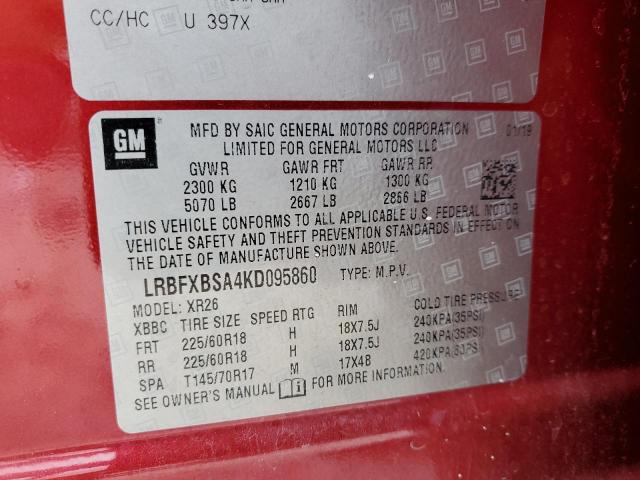 CC/HC U 397X
GM
MFD BY SAIC GENERAL MOTORS CORPORATION 01/19
LIMITED FOR GENERAL MOTORS LLC
GVWR GAWR FRT GAWR RR
2300 KG 1210 KG 1300 KG
5070 LB 2667 LB 2866 LB
THIS VEHICLE CONFORMS TO ALL APPLICABLE U.S. FEDERAL MOTOR
VEHICLE SAFETY AND THEFT PREVENTION STANDARDS IN EFFECT ON
THE DATE OF MANUFACTURE SHOWN ABOVE.
LRBFXBSA4KD095860 TYPE: M.P.V.
MODEL: XR26
XBBC TIRE SIZE SPEED RTG RIM COLD TIRE PRESSURE
FRT 225/60R18 H 18X7.5J 240KPA(35PSI)
RR 225/60R18 H 18X7.5J 240KPA(35PSI)
SPA T145/70R17 M 17X4B 420KPA(60PSI)
SEE OWNER'S MANUAL FOR MORE INFORMATION.